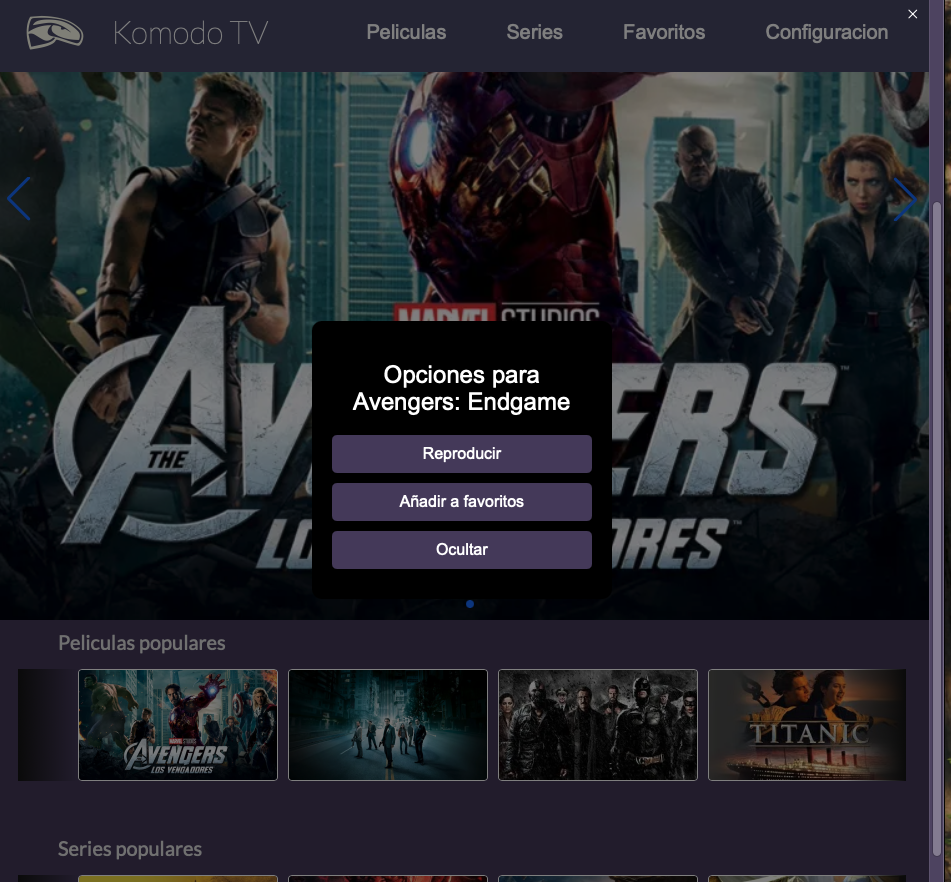 Komodo TV
Peliculas
Series
Favoritos
Configuracion
MARVEL STUDIOS
THE
AVENGERS
LOS VENGADORES
Opciones para
Avengers: Endgame
Reproducir
Añadir a favoritos
Ocultar
Peliculas populares
AVENGERS
LOS VENGADORES
TITANIC
Series populares